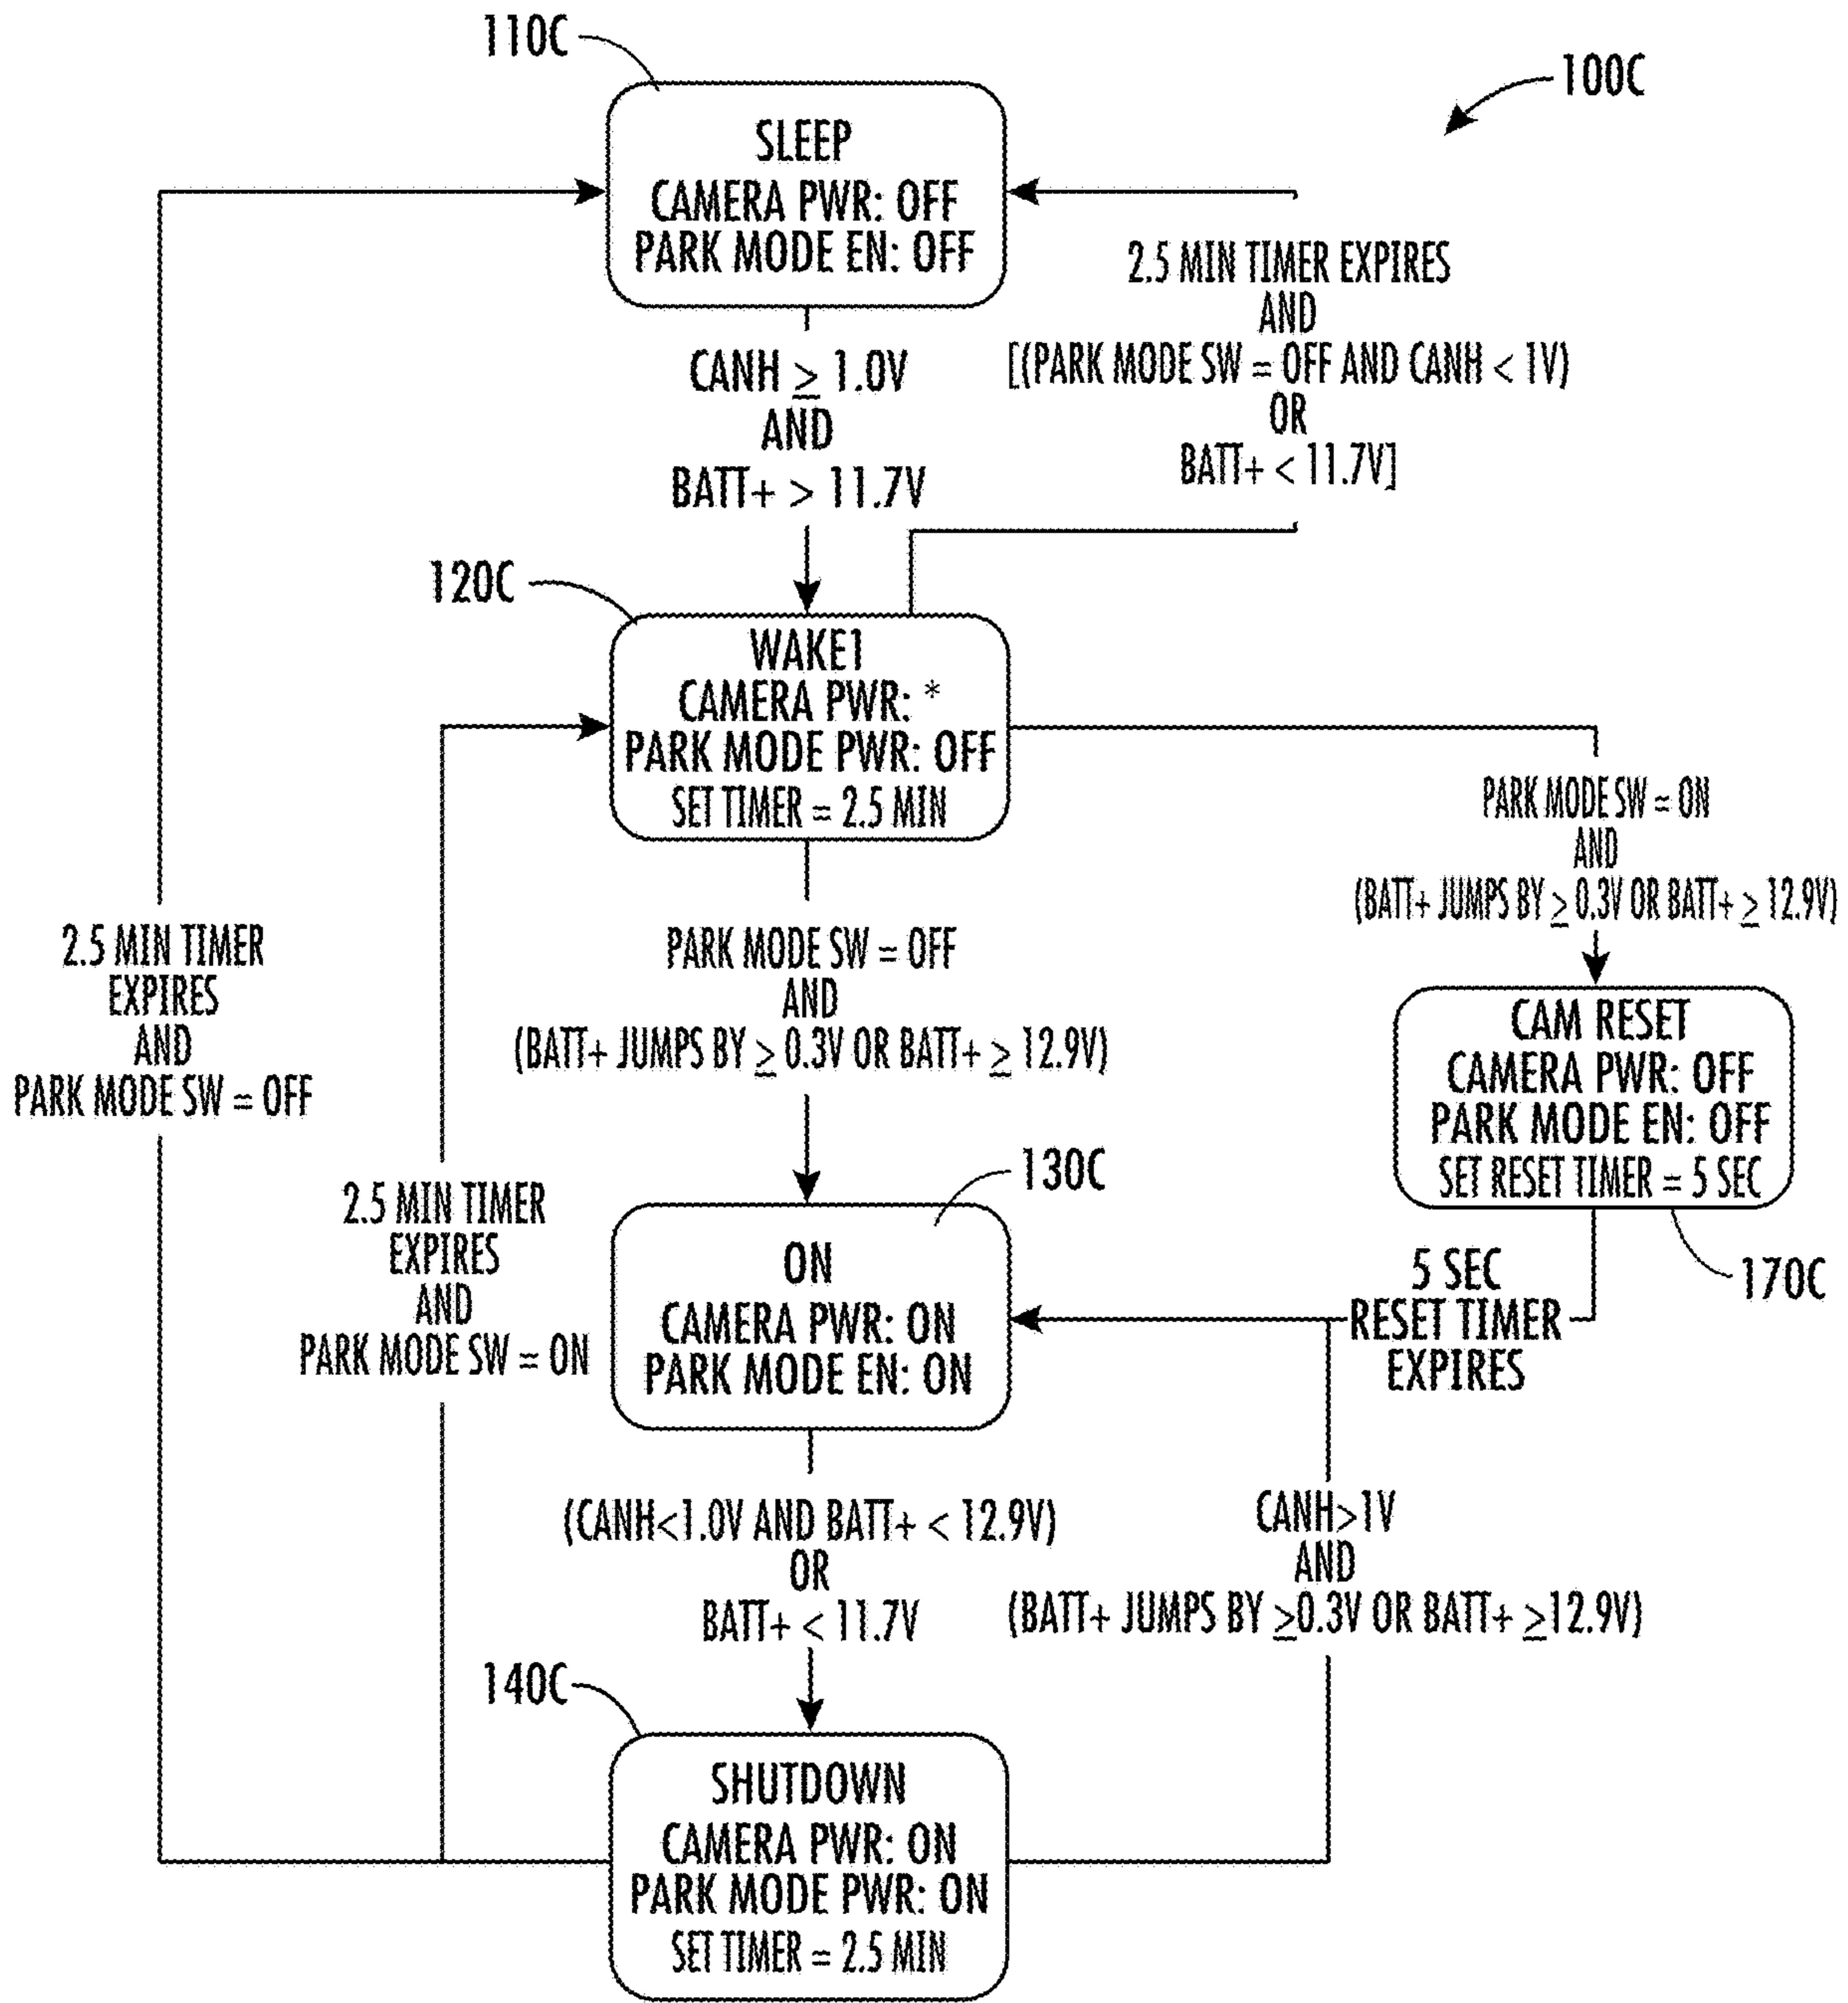 110C
100C
SLEEP
CAMERA PWR: OFF
PARK MODE EN: OFF
2.5 MIN TIMER EXPIRES
AND
[(PARK MODE SW = OFF AND CANH < 1V)
OR
BATT+ < 11.7V]
CANH ≥ 1.0V
AND
BATT+ > 11.7V
120C
WAKE1
CAMERA PWR: *
PARK MODE PWR: OFF
SET TIMER = 2.5 MIN
PARK MODE SW = ON
AND
(BATT+ JUMPS BY ≥ 0.3V OR BATT+ ≥ 12.9V)
2.5 MIN TIMER
EXPIRES
AND
PARK MODE SW = OFF
PARK MODE SW = OFF
AND
(BATT+ JUMPS BY ≥ 0.3V OR BATT+ ≥ 12.9V)
CAM RESET
CAMERA PWR: OFF
PARK MODE EN: OFF
SET RESET TIMER = 5 SEC
170C
2.5 MIN TIMER
EXPIRES
AND
PARK MODE SW = ON
130C
ON
CAMERA PWR: ON
PARK MODE EN: ON
5 SEC
RESET TIMER
EXPIRES
(CANH<1.0V AND BATT+ < 12.9V)
OR
BATT+ < 11.7V
CANH>1V
AND
(BATT+ JUMPS BY ≥0.3V OR BATT+ ≥12.9V)
140C
SHUTDOWN
CAMERA PWR: ON
PARK MODE PWR: ON
SET TIMER = 2.5 MIN